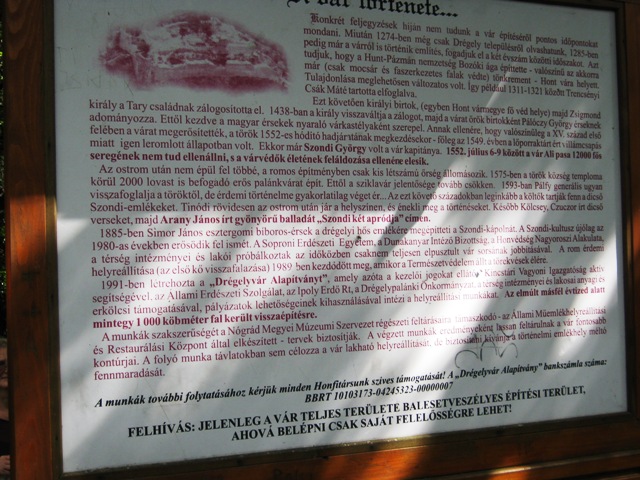 A vár története...
Konkrét feljegyzések híján nem tudunk a vár építéséről pontos időpontokat
mondani. Miután 1274-ben még csak Drégely településéről olvashatunk, 1285-ben
pedig már a várról is történik említés, fogadjuk el a két évszám közötti időszakot. Azt
tudjuk, hogy a Hunt-Pázmán nemzetség Bozóki ága építtette - valószínű az akkorra
már (csak mocsár és faszerkezetes falak védte) tönkrement - Hont vára helyett.
Tulajdonlása meglehetősen változatos volt. Így például 1311-1321 között Trencsényi
Csák Máté tartotta elfoglalva.
Ezt követően királyi birtok, (egyben Hont vármegye fő véd helye) majd Zsigmond
király a Tary családnak zálogosította el. 1438-ban a király visszaváltja a zálogot, majd a várat örök birtokként Pálóczy György érseknek
adományozza. Ettől kezdve a magyar érsekek nyaraló várkastélyaként szerepel. Annak ellenére, hogy valószínűleg a XV. század első
felében a várat megerősítették, a török 1552-es hódító hadjártának megkezdésekor - főleg az 1549. évben a lőporraktárt ért villámcsapás
miatt igen leromlott állapotban volt. Ekkor már Szondi György volt a vár kapitánya. 1552. július 6-9 között a vár Ali pasa 12000 fős
seregének nem tud ellenállni, s a várvédők életének feláldozása ellenére elesik.
Az ostrom után nem épül fel többé, a romos építményben csak kis létszámú őrség állomásozik. 1575-ben a török község temploma
körül 2000 lovast is befogadó erős palánkvárat épít. Ettől a sziklavár jelentősége tovább csökken. 1593-ban Pálfy generális ugyan
visszafoglalja a töröktől, de érdemi történelme gyakorlatilag véget ér... Az ezt követő századokban leginkább a költők tartják fenn a dicső
Szondi-emlékeket. Tinódi röviddesen az ostrom után jár a helyszínen, és énekli meg a történéseket. Később Kölcsey, Czuczor írt dicső
verseket, majd Arany János írt gyönyörű balladát „Szondi két apródja” címen.
1885-ben Simor János esztergomi bíboros-érsek a drégelyi hős emlékére megépítteti a Szondi-kápolnát. A Szondi-kultusz újólag az
1980-as években erősödik fel ismét. A Soproni Erdészeti Egyetem, a Dunakanyar Intéző Bizottság, a Honvédség Nagyoroszi Alakulata,
a térség intézményei és lakói próbálkoztak az időközben csaknem teljesen elpusztult vár sorsának jobbításával. A rom érdemi
helyreállítása (az első kő visszafalazása) 1989 ben kezdődött meg, amikor a Természetvédelem állt a törekvések élére.
1991-ben létrehozta a „Drégelyvár Alapítványt”, amely azóta a kezelői jogokat ellátó Kincstári Vagyoni Igazgatóság aktív
segítségével, az Állami Erdészeti Szolgálat, az Ipoly Erdő Rt, a Drégelypalánki Önkormányzat, a térség intézményei és lakosai anyagi és
erkölcsi támogatásával, pályázatok lehetőségeinek kihasználásával intézi a helyreállítási munkákat. Az elmúlt másfél évtized alatt
mintegy 1 000 köbméter fal került visszaépítésre.
A munkák szakszerűségét a Nógrád Megyei Múzeumi Szervezet régészeti feltárásaira támaszkodó - az Állami Műemlékhelyreállítási
és Restaurálási Központ által elkészített - tervek biztosítják. A végzett munkák eredményeként lassan feltárulnak a vár fontosabb
kontúrjai. A folyó munka távlatokban sem célozza a vár lakható helyreállítását, de biztosítani kívánja a történelmi emlékhely méltó
fennmaradását.
A munkák további folytatásához kérjük minden Honfitársunk szíves támogatását! A „Drégelyvár Alapítvány” bankszámla száma:
BBRT 10103173-04245323-00000007
FELHÍVÁS: JELENLEG A VÁR TELJES TERÜLETE BALESETVESZÉLYES ÉPÍTÉSI TERÜLET,
AHOVÁ BELÉPNI CSAK SAJÁT FELELŐSSÉGRE LEHET!